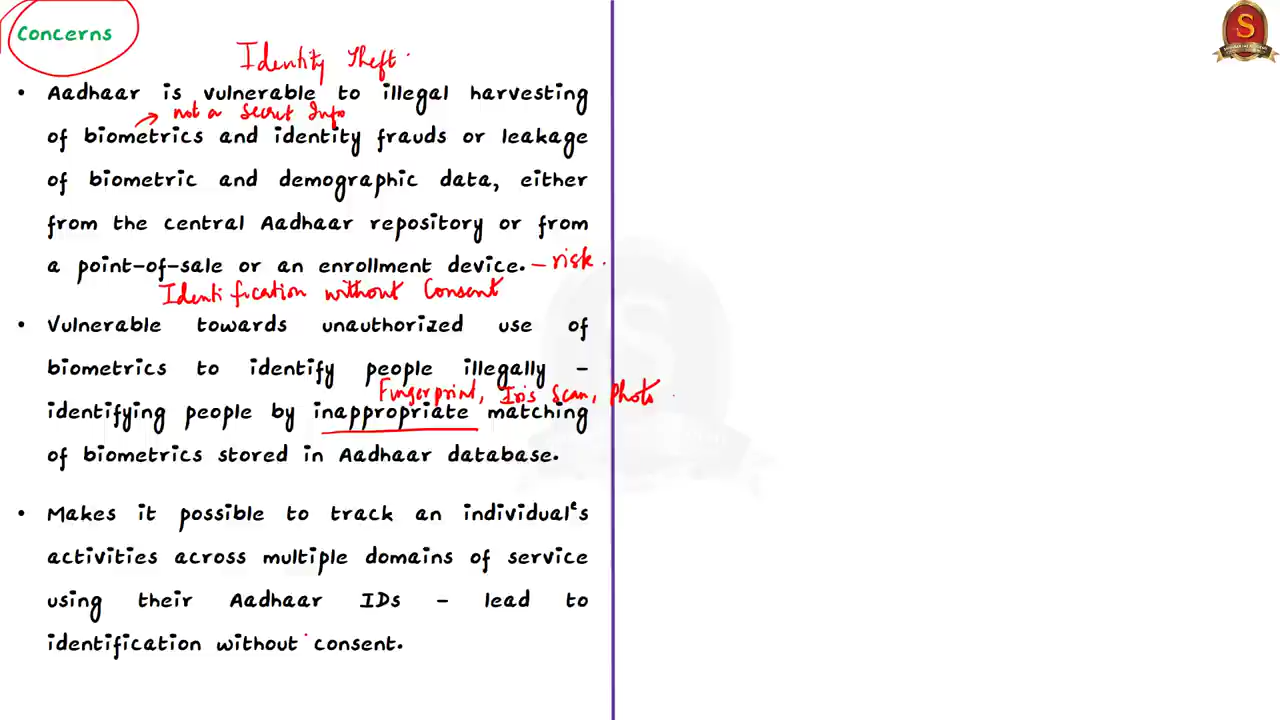 Concerns
Identity Theft.
• Aadhaar is vulnerable to illegal harvesting
not a Secret Info
of biometrics and identity frauds or leakage
of biometric and demographic data, either
from the central Aadhaar repository or from
a point-of-sale or an enrollment device. – risk.
Identification without Consent
• Vulnerable towards unauthorized use of
biometrics to identify people illegally –
Fingerprint, Iris Scan, Photo
identifying people by inappropriate matching
of biometrics stored in Aadhaar database.
• Makes it possible to track an individual's
activities across multiple domains of service
using their Aadhaar IDs – lead to
identification without consent.
S